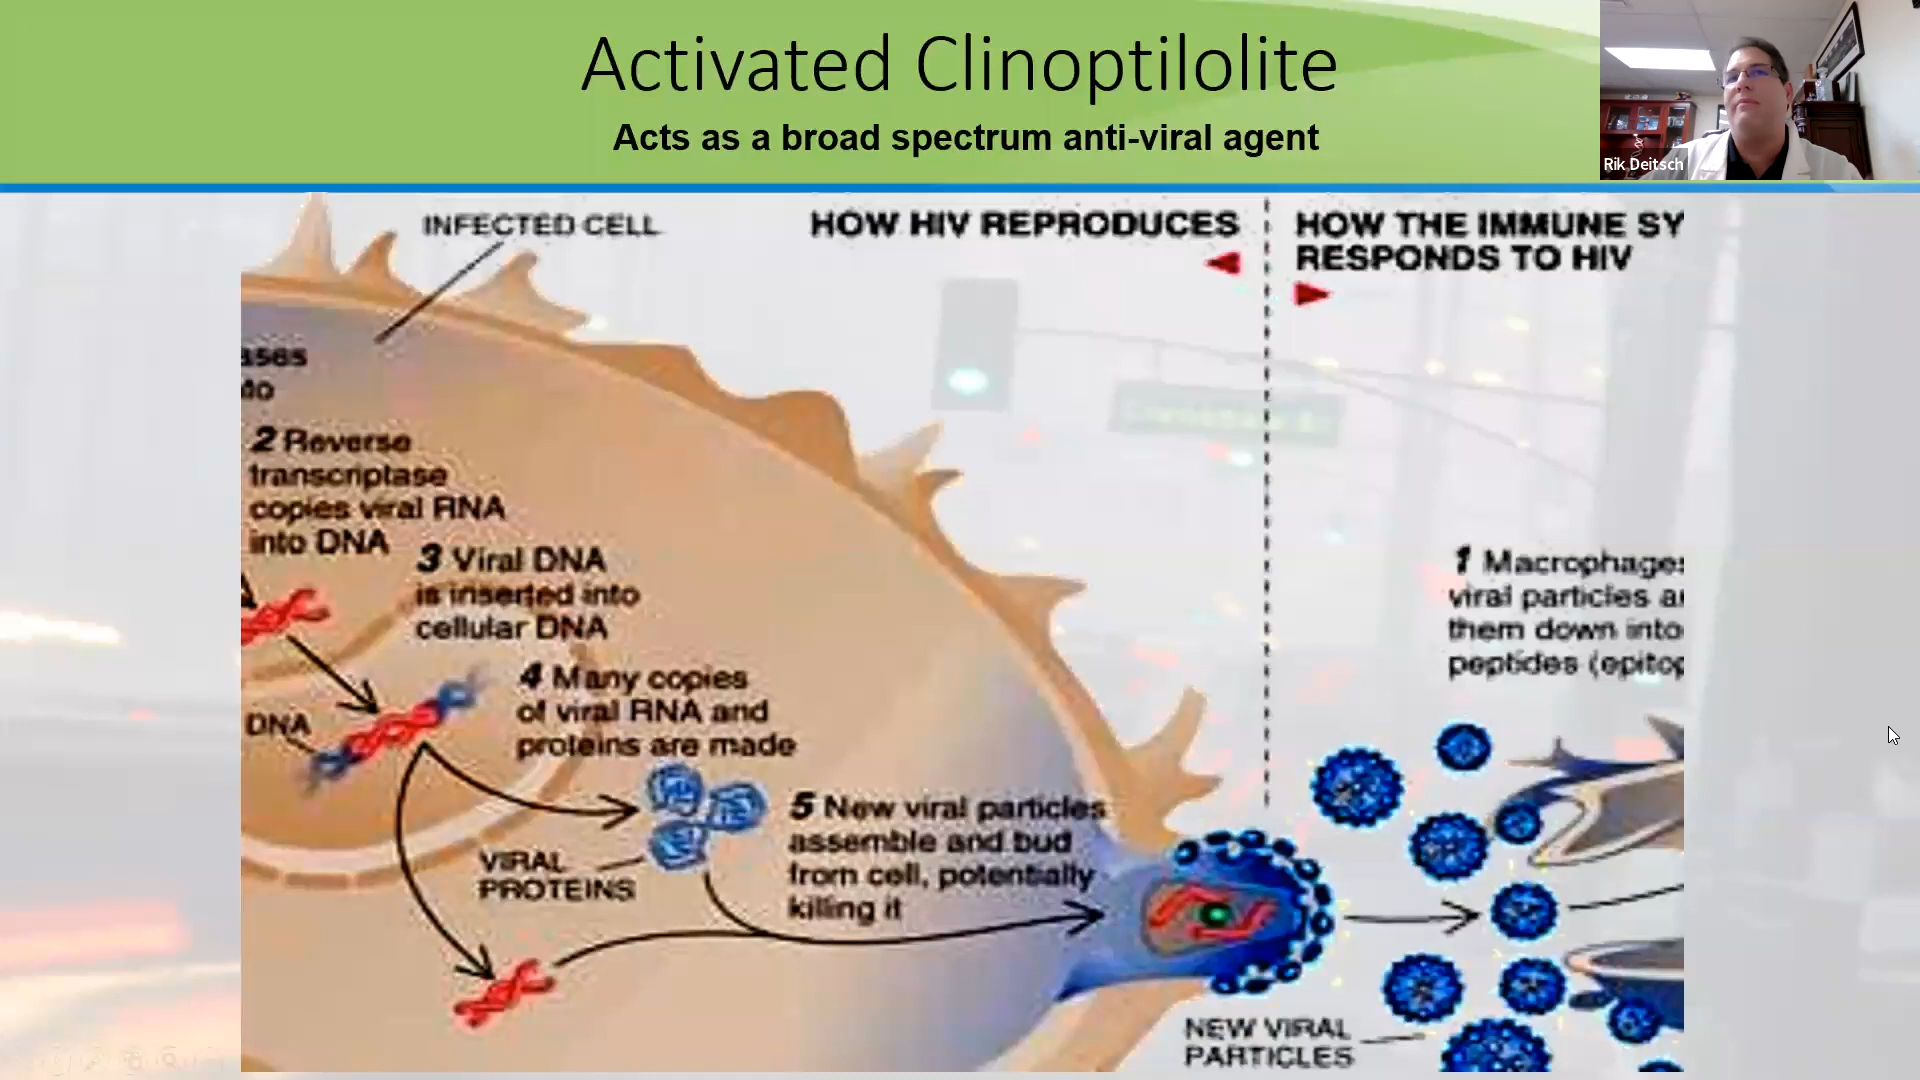 Activated Clinoptilolite
Acts as a broad spectrum anti-viral agent
Rik Deitsch
INFECTED CELL
HOW HIV REPRODUCES
HOW THE IMMUNE SY
RESPONDS TO HIV
2 Reverse
transcriptase
copies viral RNA
into DNA
3 Viral DNA
is inserted into
cellular DNA
4 Many copies
of viral RNA and
proteins are made
DNA
VIRAL
PROTEINS
5 New viral particles
assemble and bud
from cell, potentially
killing it
1 Macrophages
viral particles
them down into
peptides
NEW VIRAL
PARTICLES